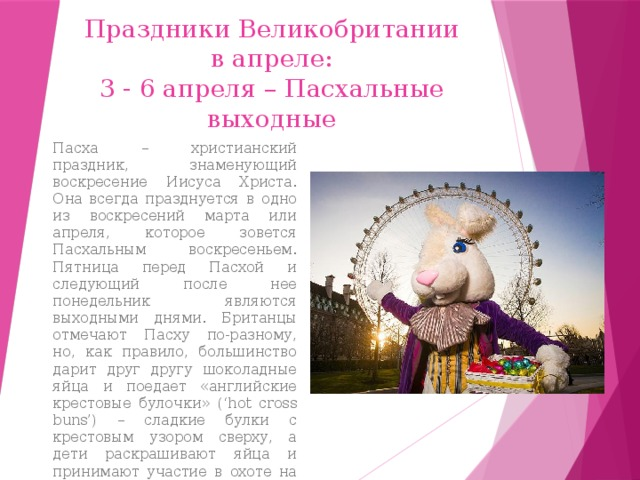 Праздники Великобритании
в апреле:
3 - 6 апреля – Пасхальные
выходные
Пасха – христианский
праздник, знаменующий
воскресение Иисуса Христа.
Она всегда празднуется в одно
из воскресений марта или
апреля, которое зовется
Пасхальным воскресеньем.
Пятница перед Пасхой и
следующий после нее
понедельник являются
выходными днями. Британцы
отмечают Пасху по-разному,
но, как правило, большинство
дарит друг другу шоколадные
яйца и поедает «английские
крестовые булочки» (‘hot cross
buns’) – сладкие булки с
крестовым узором сверху, а
дети раскрашивают яйца и
принимают участие в охоте на